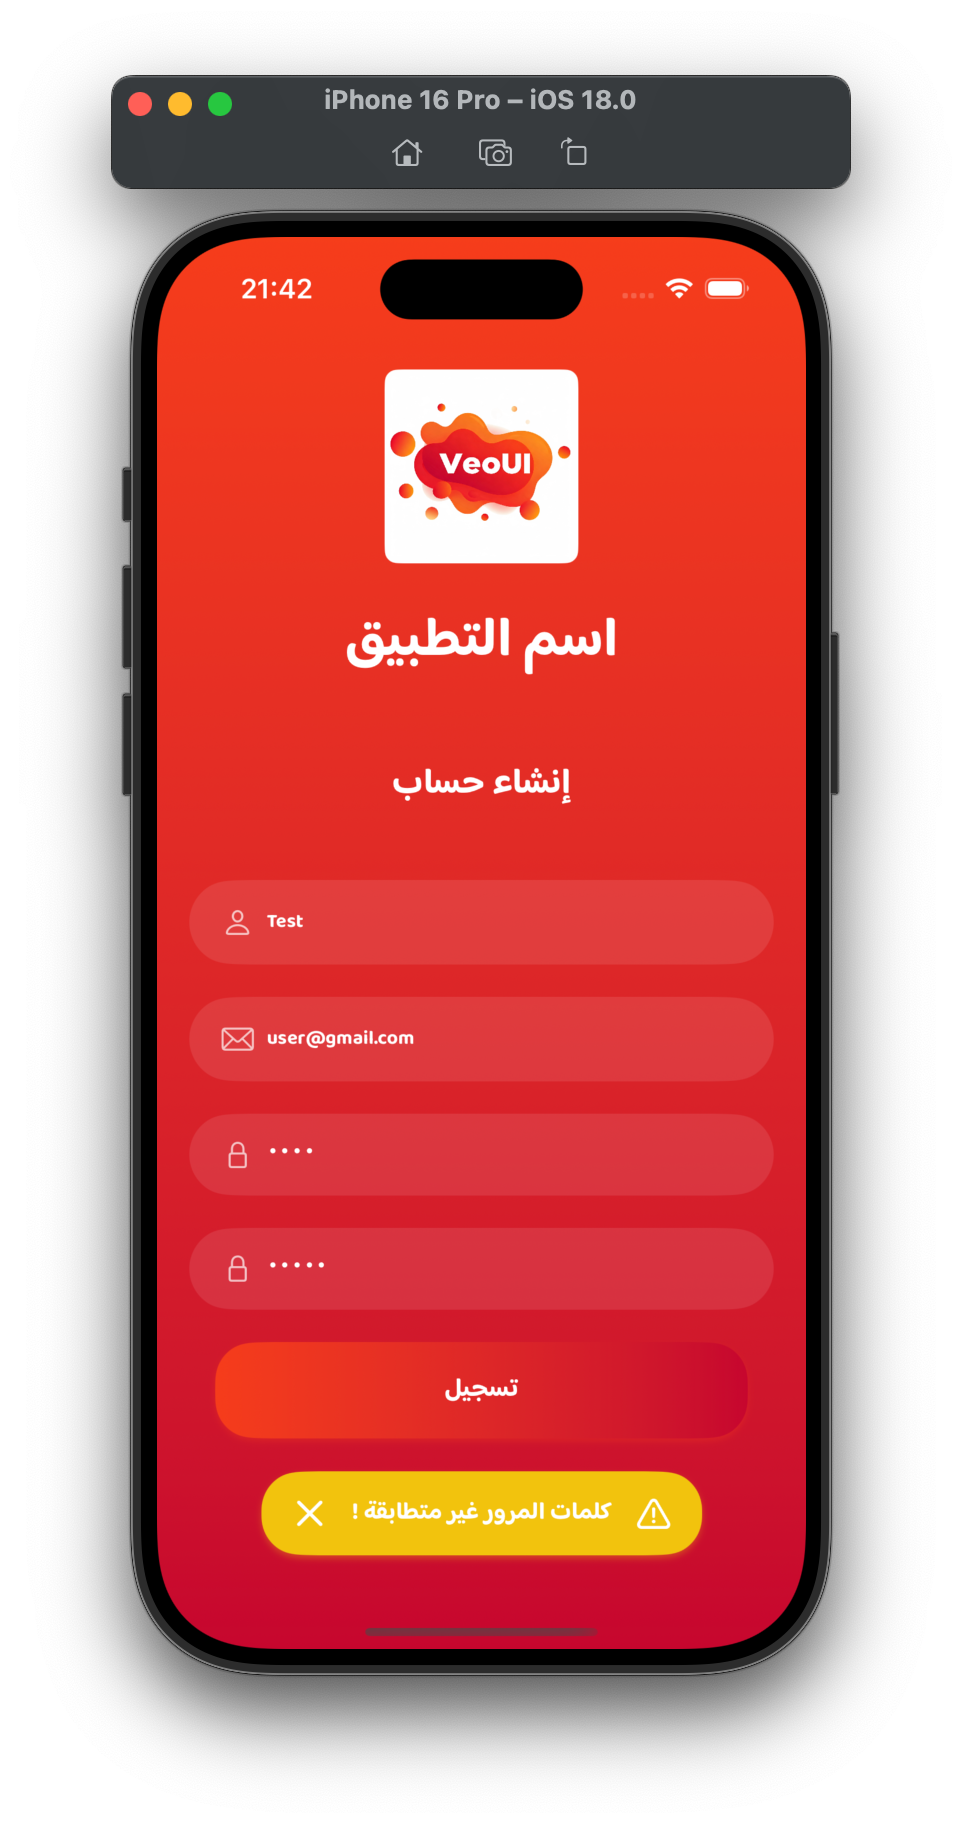 iPhone 16 Pro – iOS 18.0
21:42
VeoUI
اسم التطبيق
إنشاء حساب
Test
user@gmail.com
••••
•••••
تسجيل
كلمات المرور غير متطابقة !